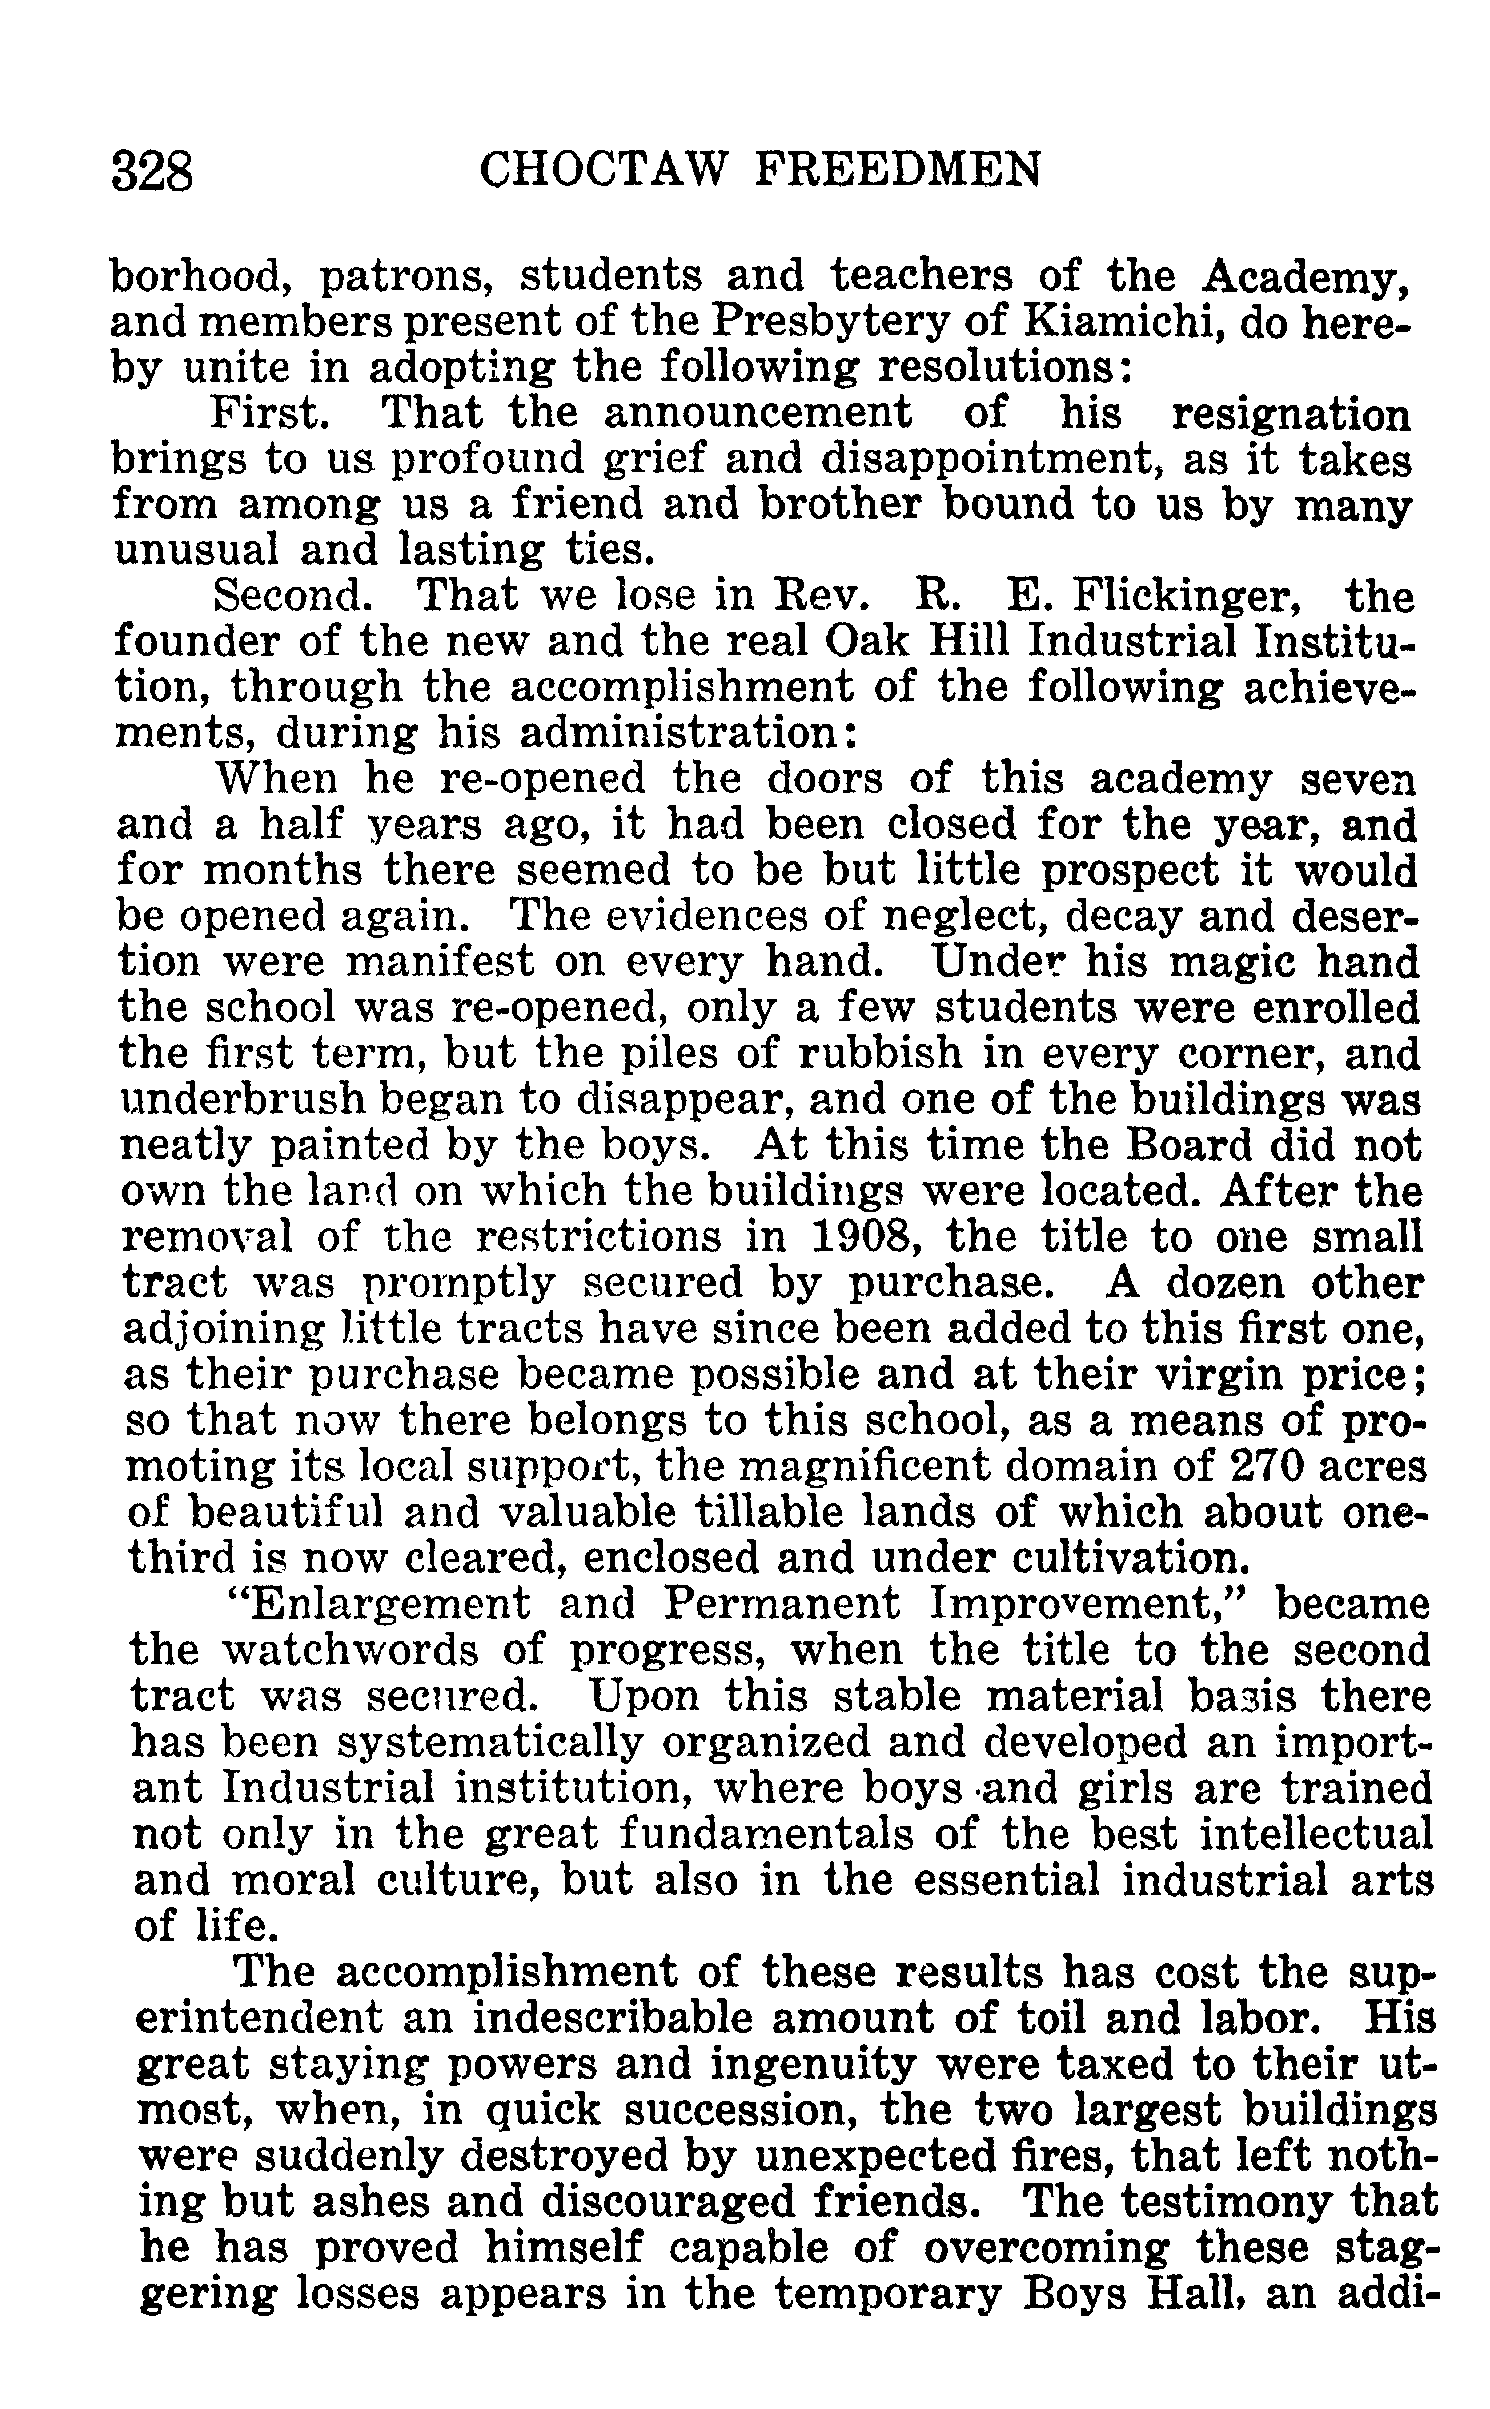 328 CHOCTAW FREEDMEN
borhood, patrons, students and teachers of the Academy,
and members present of the Presbytery of Kiamichi, do here-
by unite in adopting the following resolutions:
First. That the announcement of his resignation
brings to us profound grief and disappointment, as it takes
from among us a friend and brother bound to us by many
unusual and lasting ties.
Second. That we lose in Rev. R. E. Flickinger, the
founder of the new and the real Oak Hill Industrial Institu-
tion, through the accomplishment of the following achieve-
ments, during his administration:
When he re-opened the doors of this academy seven
and a half years ago, it had been closed for the year, and
for months there seemed to be but little prospect it would
be opened again. The evidences of neglect, decay and deser-
tion were manifest on every hand. Under his magic hand
the school was re-opened, only a few students were enrolled
the first term, but the piles of rubbish in every corner, and
underbrush began to disappear, and one of the buildings was
neatly painted by the boys. At this time the Board did not
own the land on which the buildings were located. After the
removal of the restrictions in 1908, the title to one small
tract was promptly secured by purchase. A dozen other
adjoining little tracts have since been added to this first one,
as their purchase became possible and at their virgin price;
so that now there belongs to this school, as a means of pro-
moting its local support, the magnificent domain of 270 acres
of beautiful and valuable tillable lands of which about one-
third is now cleared, enclosed and under cultivation.
"Enlargement and Permanent Improvement," became
the watchwords of progress, when the title to the second
tract was secured. Upon this stable material basis there
has been systematically organized and developed an import-
ant Industrial institution, where boys and girls are trained
not only in the great fundamentals of the best intellectual
and moral culture, but also in the essential industrial arts
of life.
The accomplishment of these results has cost the sup-
erintendent an indescribable amount of toil and labor. His
great staying powers and ingenuity were taxed to their ut-
most, when, in quick succession, the two largest buildings
were suddenly destroyed by unexpected fires, that left noth-
ing but ashes and discouraged friends. The testimony that
he has proved himself capable of overcoming these stag-
gering losses appears in the temporary Boys Hall, an addi-